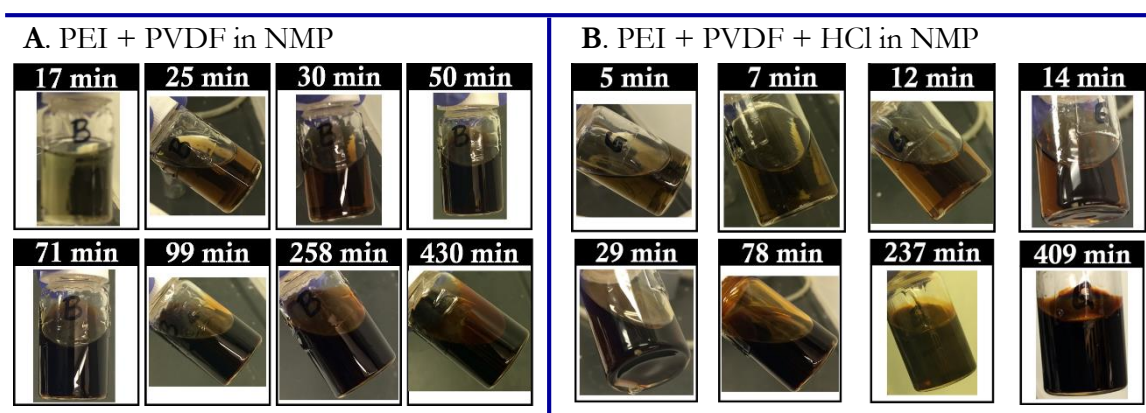 A. PEI + PVDF in NMP
17 min 25 min 30 min 50 min
B B B B
71 min 99 min 258 min 430 min
B B B
B. PEI + PVDF + HCl in NMP
5 min 7 min 12 min 14 min
G G G
29 min 78 min 237 min 409 min